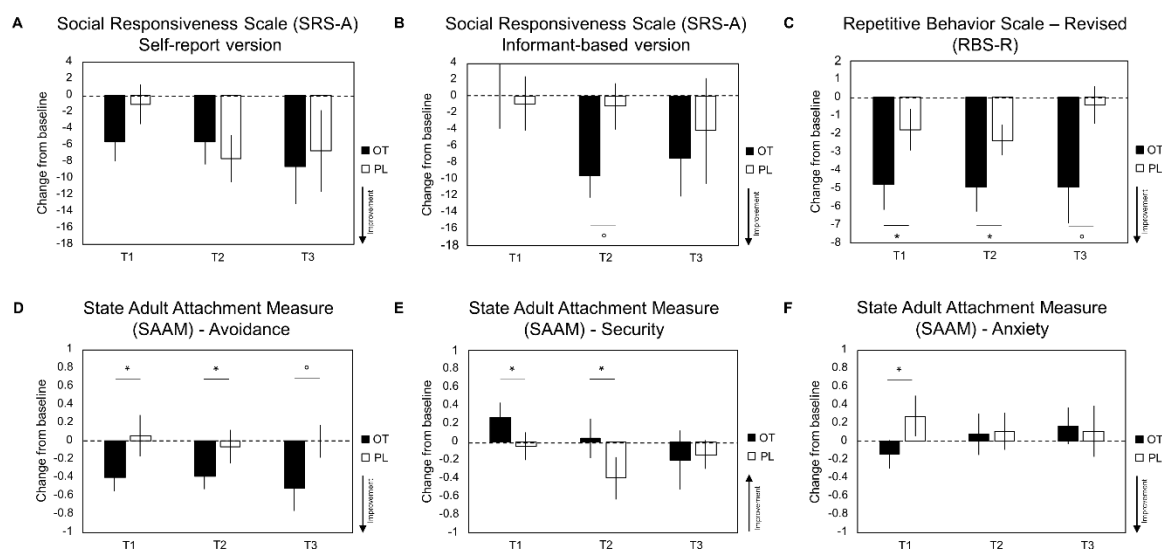 A Social Responsiveness Scale (SRS-A)
Self-report version
Change from baseline
4
2
0
-2
-4
-6
-8
-10
-12
-14
-16
-18
T1 T2 T3
OT
PL
Improvement
B Social Responsiveness Scale (SRS-A)
Informant-based version
Change from baseline
4
2
0
-2
-4
-6
-8
-10
-12
-14
-16
-18
°
T1 T2 T3
OT
PL
Improvement
C Repetitive Behavior Scale – Revised
(RBS-R)
Change from baseline
2
1
0
-1
-2
-3
-4
-5
-6
-7
-8
* * °
T1 T2 T3
OT
PL
Improvement
D State Adult Attachment Measure
(SAAM) - Avoidance
Change from baseline
1
0.8
0.6
0.4
0.2
0
-0.2
-0.4
-0.6
-0.8
-1
* * °
T1 T2 T3
OT
PL
Improvement
E State Adult Attachment Measure
(SAAM) - Security
Change from baseline
1
0.8
0.6
0.4
0.2
0
-0.2
-0.4
-0.6
-0.8
-1
* *
T1 T2 T3
OT
PL
Improvement
F State Adult Attachment Measure
(SAAM) - Anxiety
Change from baseline
1
0.8
0.6
0.4
0.2
0
-0.2
-0.4
-0.6
-0.8
-1
*
T1 T2 T3
OT
PL
Improvement